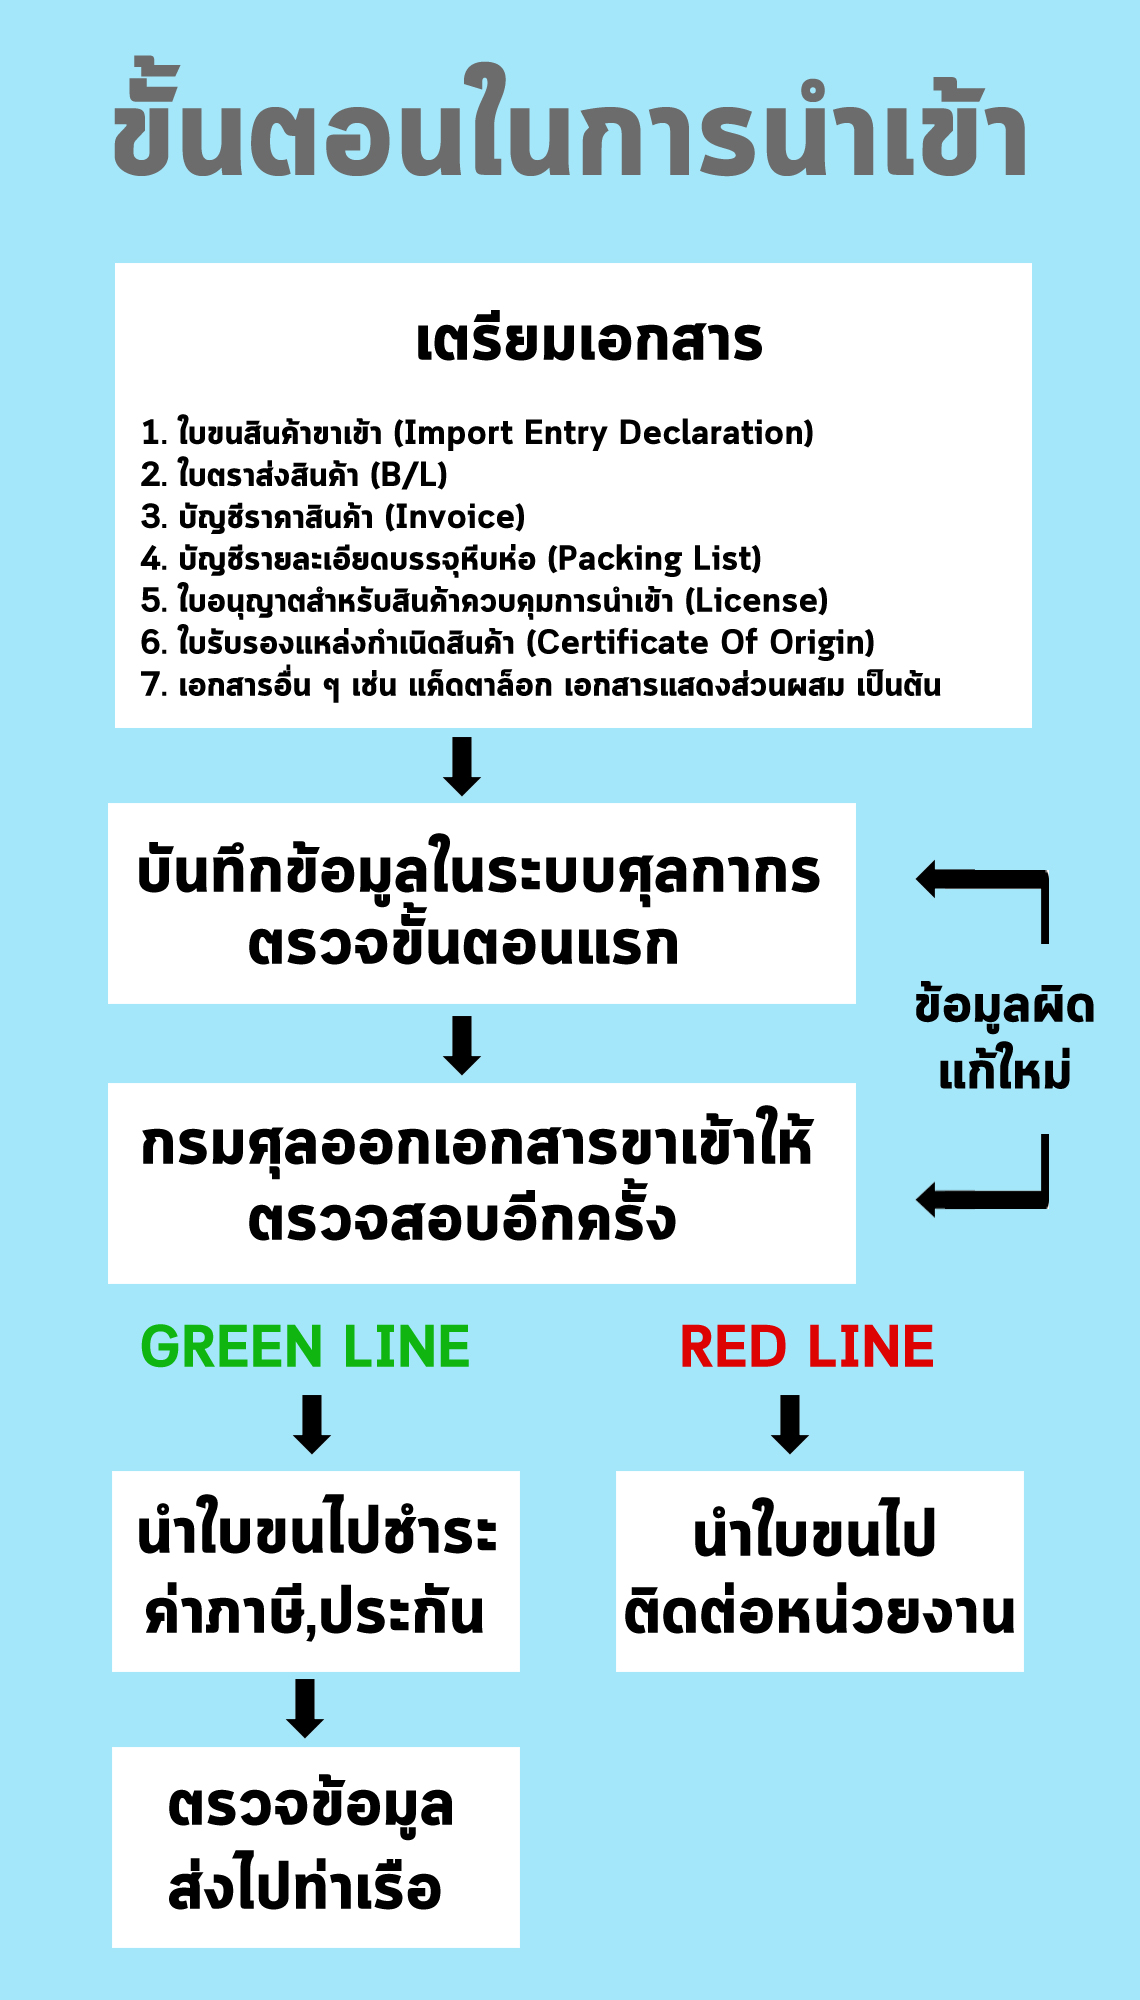 ขั้นตอนในการนำเข้า
เตรียมเอกสาร
1. ใบขนสินค้าขาเข้า (Import Entry Declaration)
2. ใบตราส่งสินค้า (B/L)
3. บัญชีราคาสินค้า (Invoice)
4. บัญชีรายละเอียดบรรจุหีบห่อ (Packing List)
5. ใบอนุญาตสำหรับสินค้าควบคุมการนำเข้า (License)
6. ใบรับรองแหล่งกำเนิดสินค้า (Certificate Of Origin)
7. เอกสารอื่น ๆ เช่น แค็ดตาล็อก เอกสารแสดงส่วนผสม เป็นต้น
บันทึกข้อมูลในระบบศุลกากร
ตรวจขั้นตอนแรก
ข้อมูลผิด
แก้ใหม่
กรมศุลออกเอกสารขาเข้าให้
ตรวจสอบอีกครั้ง
GREEN LINE
RED LINE
นำใบขนไปชำระ
ค่าภาษี,ประกัน
นำใบขนไป
ติดต่อหน่วยงาน
ตรวจข้อมูล
ส่งไปท่าเรือ